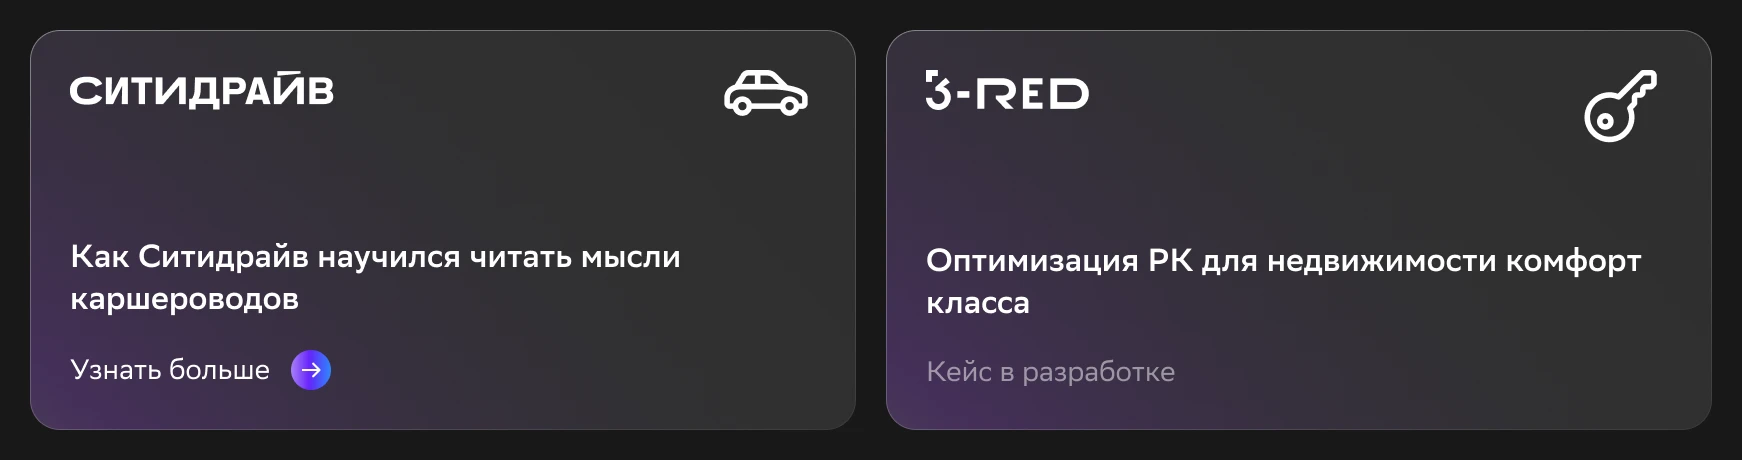 СИТИДРАЙВ
Как Ситидрайв научился читать мысли
каршероводов
Узнать больше
3-RED
Оптимизация РК для недвижимости комфорт
класса
Кейс в разработке